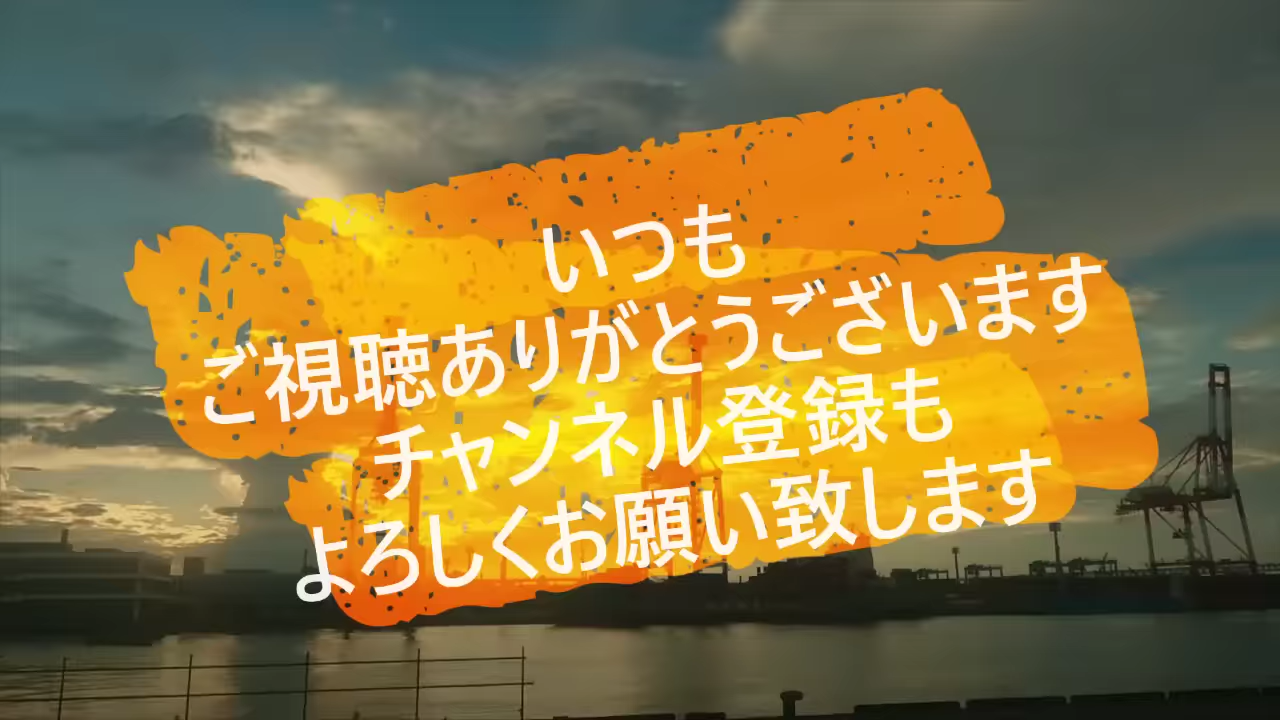 いつも
ご視聴ありがとうございます
チャンネル登録も
よろしくお願い致します